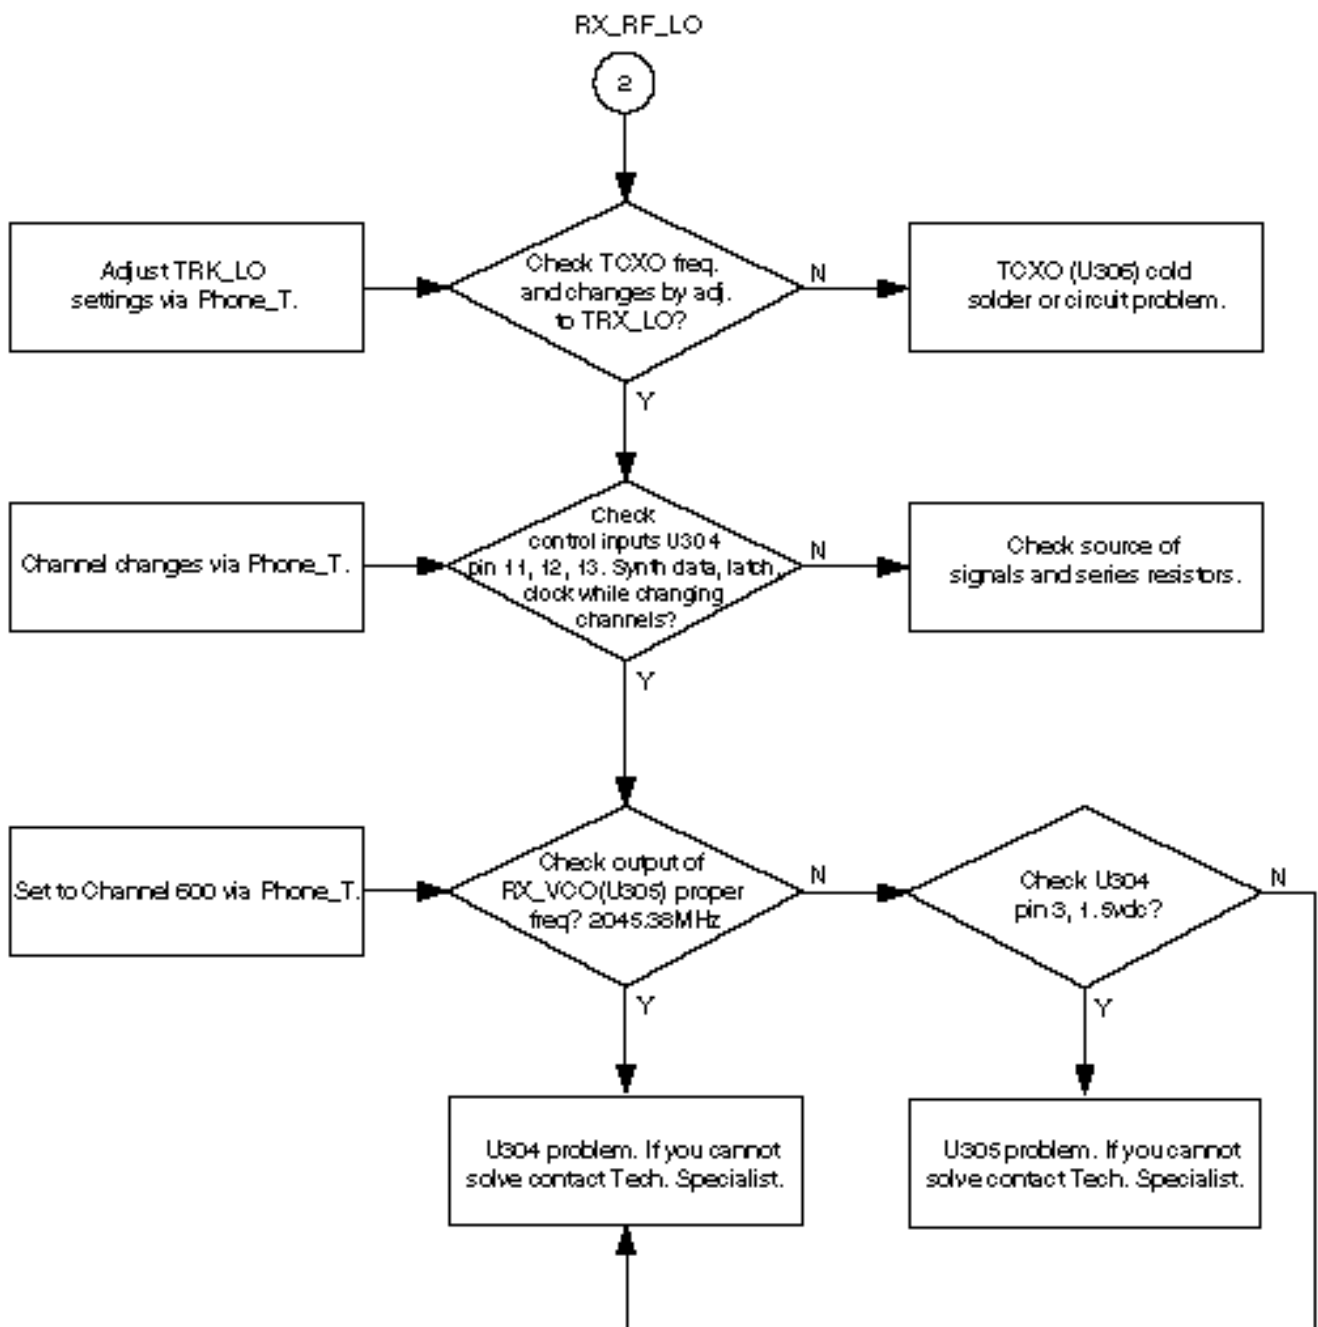 RX_RF_LO
2
Adjust TRK_LO
settings via Phone_T.
Check TCXO freq.
and changes by adj.
to TRX_LO?
N
TCXO (U306) cold
solder or circuit problem.
Y
Channel changes via Phone_T.
Check
control inputs U304
pin 11, 12, 13. Synth data, latch,
clock while changing
channels?
N
Check source of
signals and series resistors.
Y
Set to Channel 600 via Phone_T.
Check output of
RX_VCO(U305) proper
freq? 2045.38MHz
N
Check U304
pin 3, 1.5vdc?
N
Y
Y
U304 problem. If you cannot
solve contact Tech. Specialist.
U305 problem. If you cannot
solve contact Tech. Specialist.